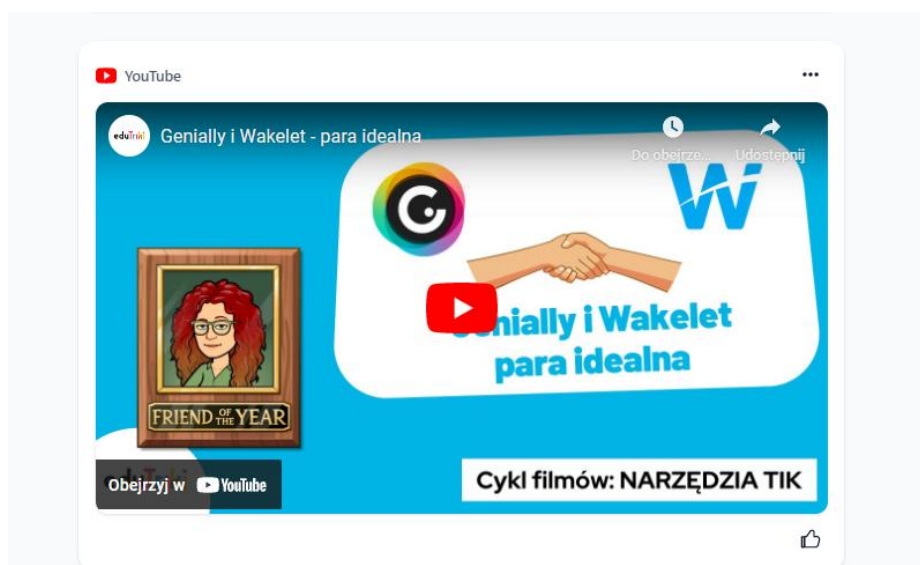 YouTube
eduTriki
Genially i Wakelet - para idealna
Do obejrze...
Udostępnij
nially i Wakelet
para idealna
FRIEND OF THE YEAR
Obejrzyj w YouTube
Cykl filmów: NARZĘDZIA TIK